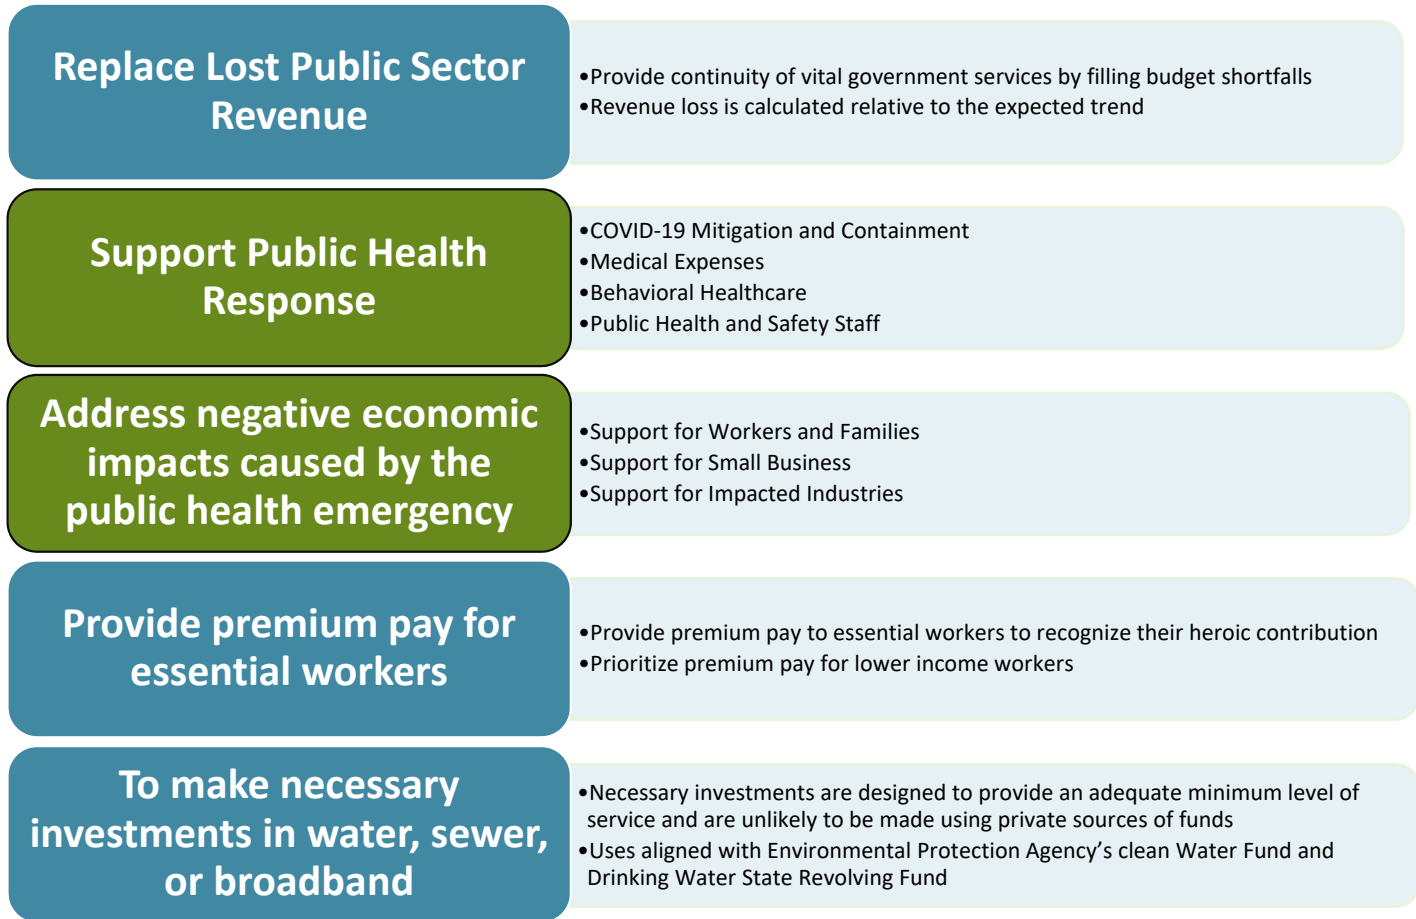 Replace Lost Public Sector
Revenue
•Provide continuity of vital government services by filling budget shortfalls
•Revenue loss is calculated relative to the expected trend
Support Public Health
Response
•COVID-19 Mitigation and Containment
•Medical Expenses
•Behavioral Healthcare
•Public Health and Safety Staff
Address negative economic
impacts caused by the
public health emergency
•Support for Workers and Families
•Support for Small Business
•Support for Impacted Industries
Provide premium pay for
essential workers
•Provide premium pay to essential workers to recognize their heroic contribution
•Prioritize premium pay for lower income workers
To make necessary
investments in water, sewer,
or broadband
•Necessary investments are designed to provide an adequate minimum level of
service and are unlikely to be made using private sources of funds
•Uses aligned with Environmental Protection Agency’s clean Water Fund and
Drinking Water State Revolving Fund